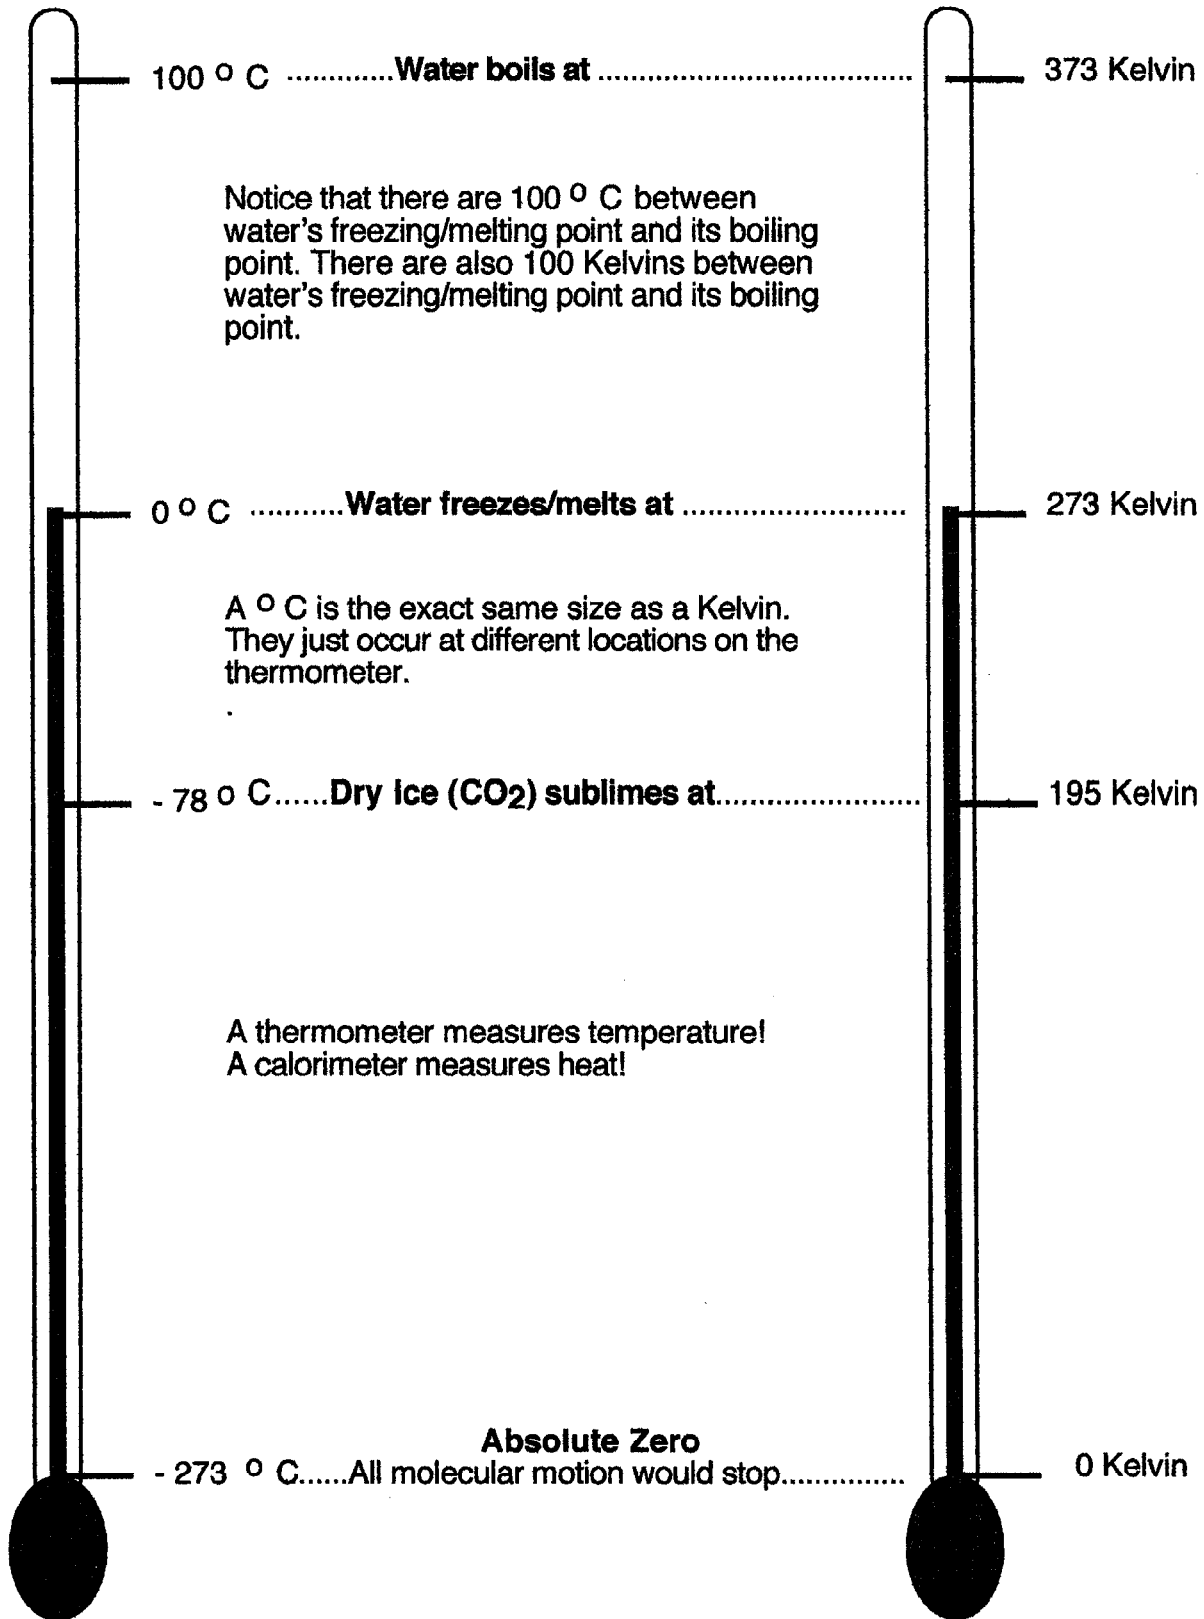 100 o C .............Water boils at ...................................... 373 Kelvin
Notice that there are 100 o C between
water's freezing/melting point and its boiling
point. There are also 100 Kelvins between
water's freezing/melting point and its boiling
point.
0 o C ...........Water freezes/melts at ........................... 273 Kelvin
A o C is the exact same size as a Kelvin.
They just occur at different locations on the
thermometer.
- 78 o C......Dry Ice (CO2) sublimes at......................... 195 Kelvin
A thermometer measures temperature!
A calorimeter measures heat!
Absolute Zero
- 273 o C......All molecular motion would stop............... 0 Kelvin